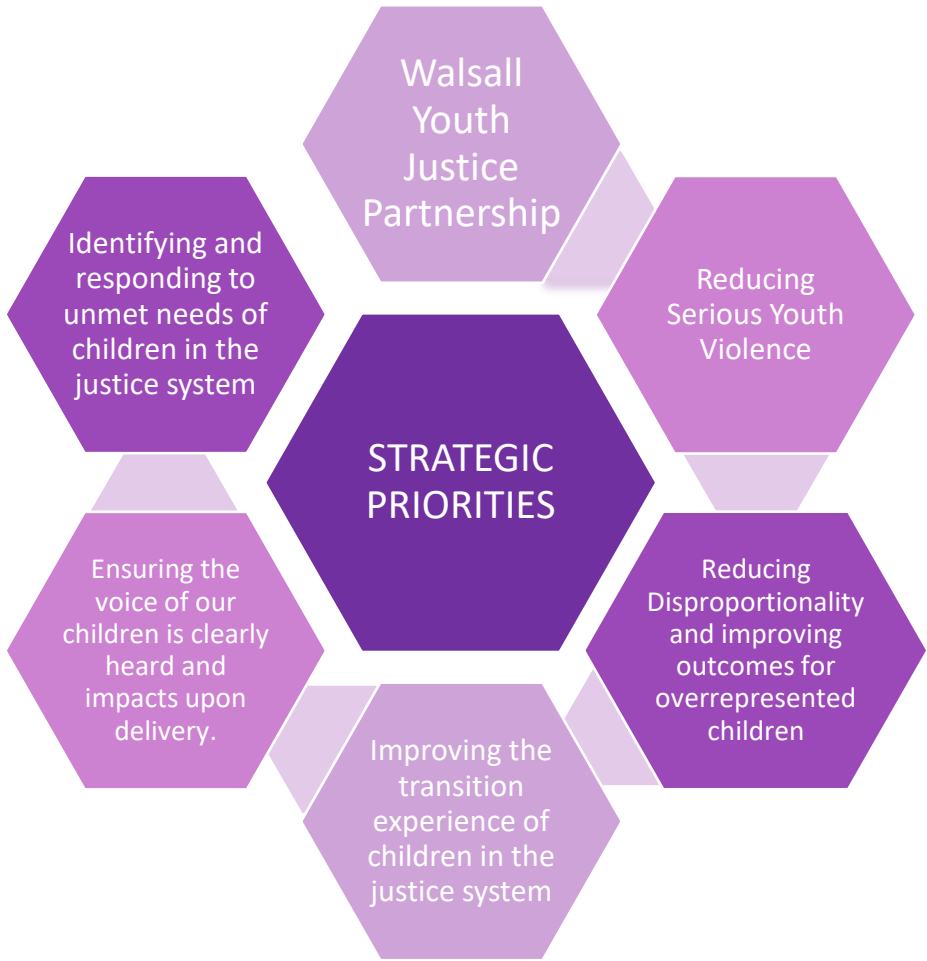 Walsall
Youth
Justice
Partnership
Reducing
Serious Youth
Violence
Reducing
Disproportionality
and improving
outcomes for
overrepresented
children
Improving the
transition
experience of
children in the
justice system
Ensuring the
voice of our
children is clearly
heard and
impacts upon
delivery.
Identifying and
responding to
unmet needs of
children in the
justice system
STRATEGIC
PRIORITIES